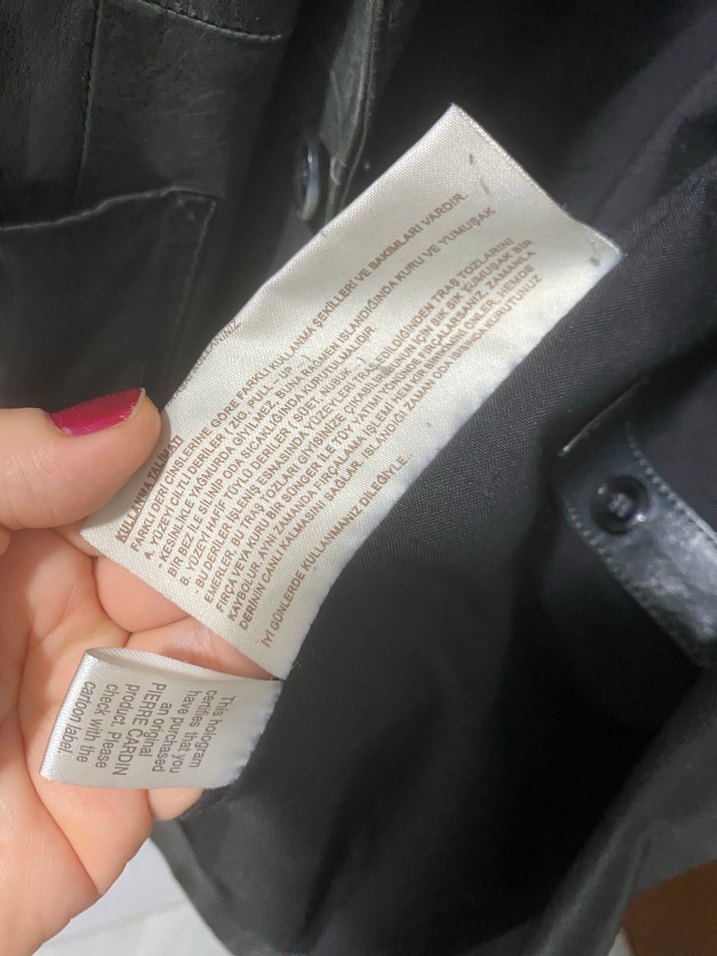 KULLANMA TALİMATI
FARKLI DERİ CİNSLERİNE GÖRE FARKLI KULLANMA ŞEKİLLERİ VE BAKIMLARI VARDIR.
A. YÜZEYİ CİLTLİ DERİLER ( ZIG, PULL - UP ... )
- KESİNLİKLE YAĞMURDA GİYİLMEZ. BUNA RAĞMEN ISLANDIĞINDA KURU VE YUMUŞAK
BİR BEZ İLE SİLİNİP ODA SICAKLIĞINDA KURUTULMALIDIR
B. YÜZEYİ HAFİF TÜYLÜ DERİLER ( SÜET, NUBUK ... )
- BU DERİLER İŞLENİŞ ESNASINDA YÜZEYLERİ TRAŞ EDİLDİĞİNDEN TRAŞ TOZLARINI
EMERLER, BU TRAŞ TOZLARI GİYSİNİZE ÇIKABİLİR. BUNUN İÇİN SIK SIK YUMUŞAK BİR
FIRÇA VEYA KURU BİR SÜNGER İLE TÜY YATIMI YÖNÜNDE FIRÇALARSANIZ, ZAMANLA
KAYBOLUR. AYNI ZAMANDA FIRÇALAMA İŞLEMİ HEM KİR BİRİKİMİNİ ÖNLER, HEMDE
DERİNİN CANLI KALMASINI SAĞLAR. ISLANDIĞI ZAMAN ODA ISISINDA KURUTUNUZ
İYİ GÜNLERDE KULLANMANIZ DİLEĞİYLE..
This hologram
certifies that you
have purchased
an original
PIERRE CARDIN
product. Please
check with the
cartoon label.